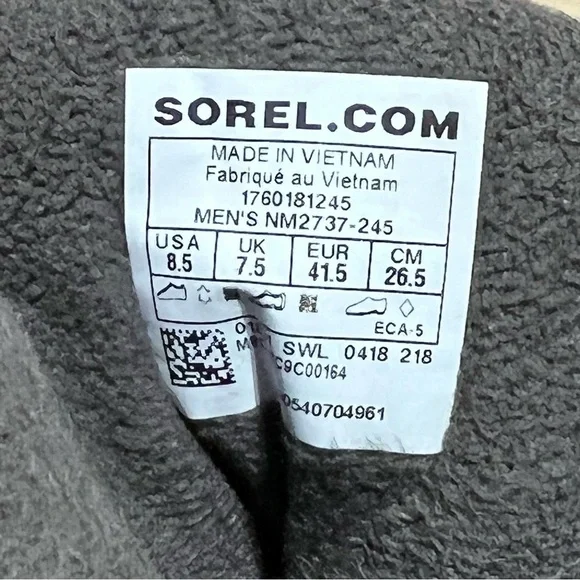 SOREL.COM
MADE IN VIETNAM
Fabriqué au Vietnam
1760181245
MEN'S NM2737-245
USA UK EUR CM
8.5 7.5 41.5 26.5
ECA-5
SWL 0418 218
C9C00164
0540704961